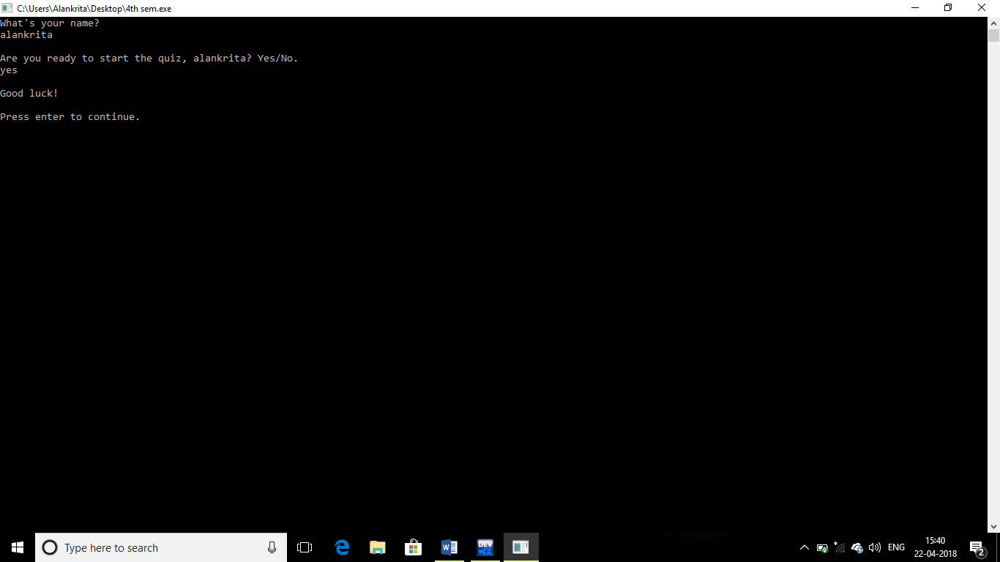 C:\Users\Alankrita\Desktop\4th sem.exe
What's your name?
alankrita
Are you ready to start the quiz, alankrita? Yes/No.
yes
Good luck!
Press enter to continue.
Type here to search
DEV
ENG
15:40
22-04-2018
2